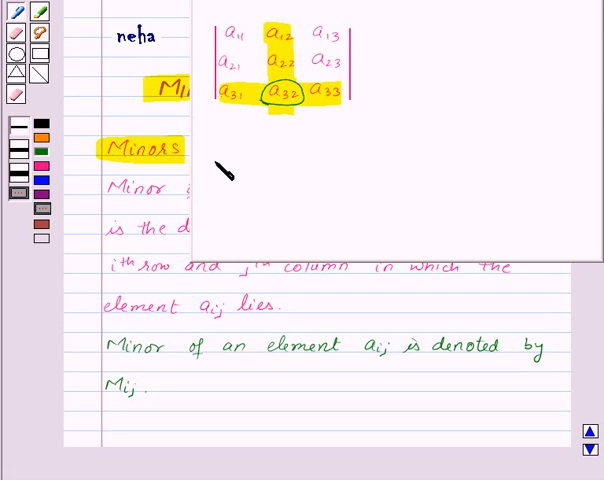 neha
a11 a12 a13
a21 a22 a23
a31 a32 a33
Minors
Minor
is the
ith row and jth column in which the
element aij lies.
Minor of an element aij is denoted by
Mij.